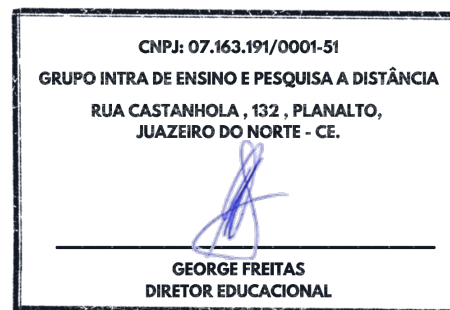 CNPJ: 07.163.191/0001-51
GRUPO INTRA DE ENSINO E PESQUISA A DISTÂNCIA
RUA CASTANHOLA , 132 , PLANALTO,
JUAZEIRO DO NORTE - CE.
GEORGE FREITAS
DIRETOR EDUCACIONAL